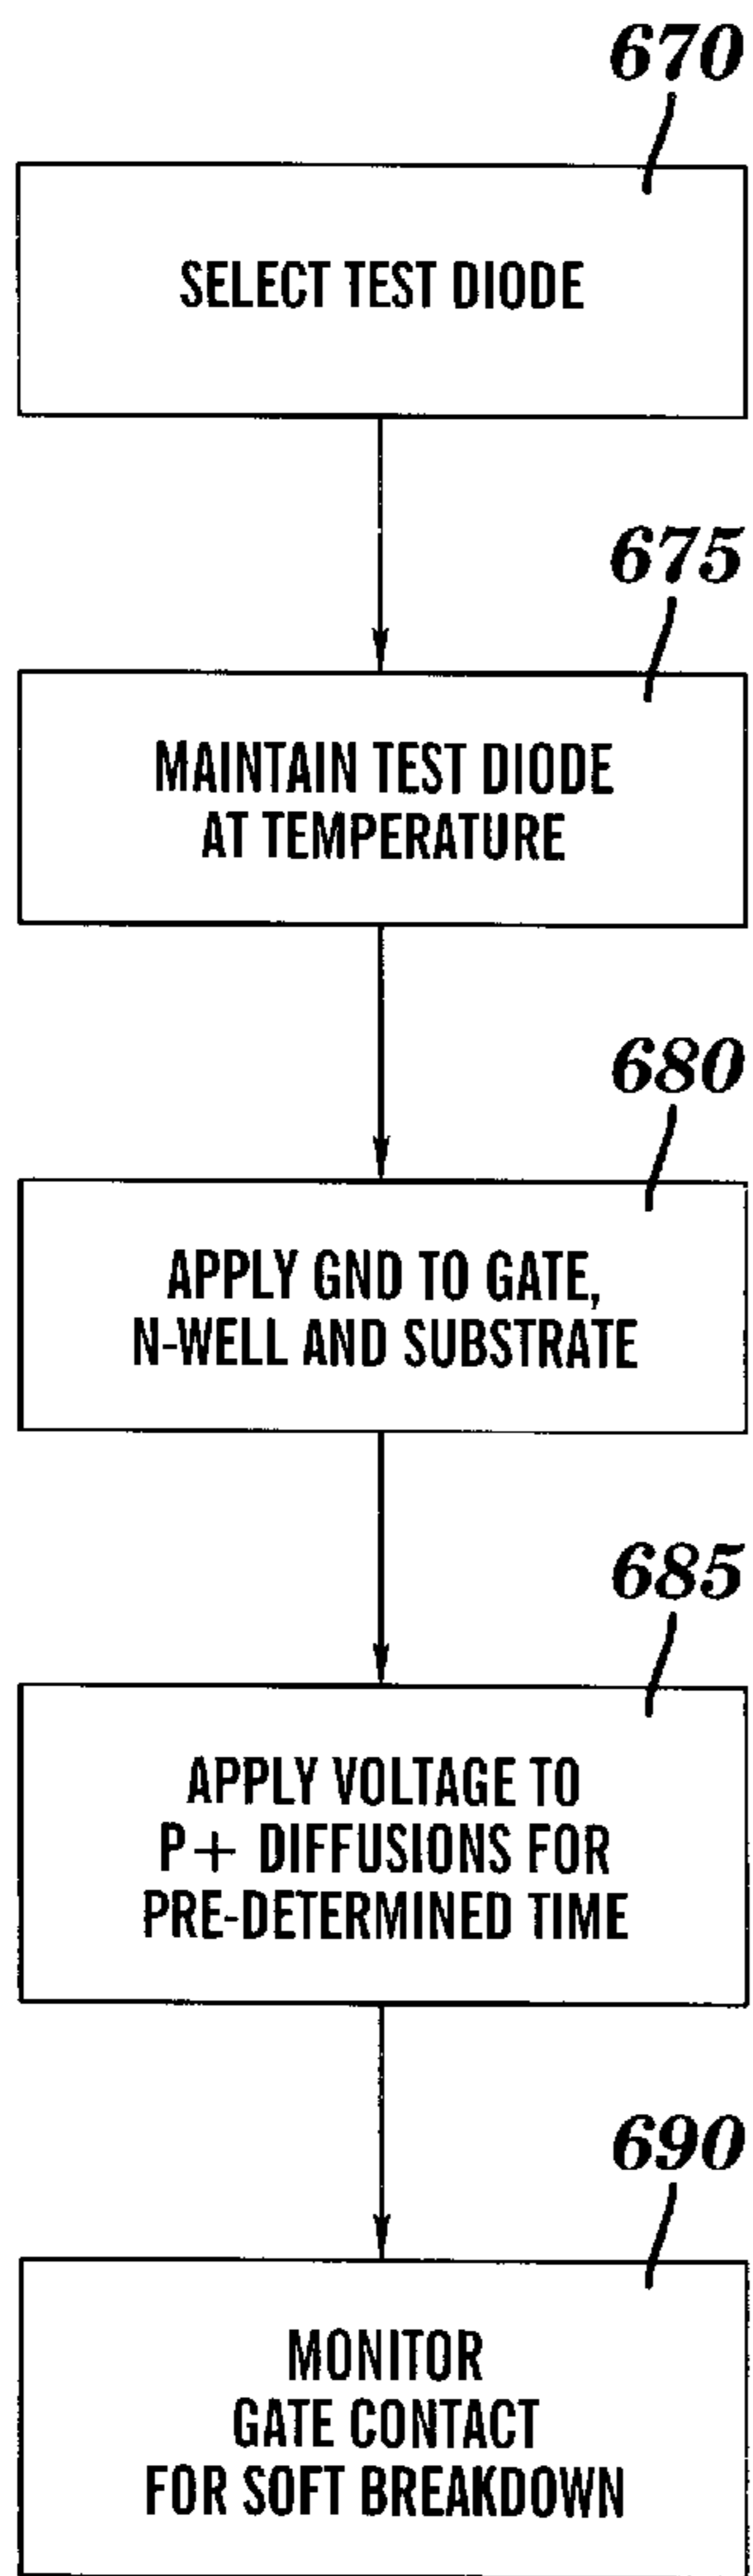 670
SELECT TEST DIODE
675
MAINTAIN TEST DIODE
AT TEMPERATURE
680
APPLY GND TO GATE,
N-WELL AND SUBSTRATE
685
APPLY VOLTAGE TO
P+ DIFFUSIONS FOR
PRE-DETERMINED TIME
690
MONITOR
GATE CONTACT
FOR SOFT BREAKDOWN